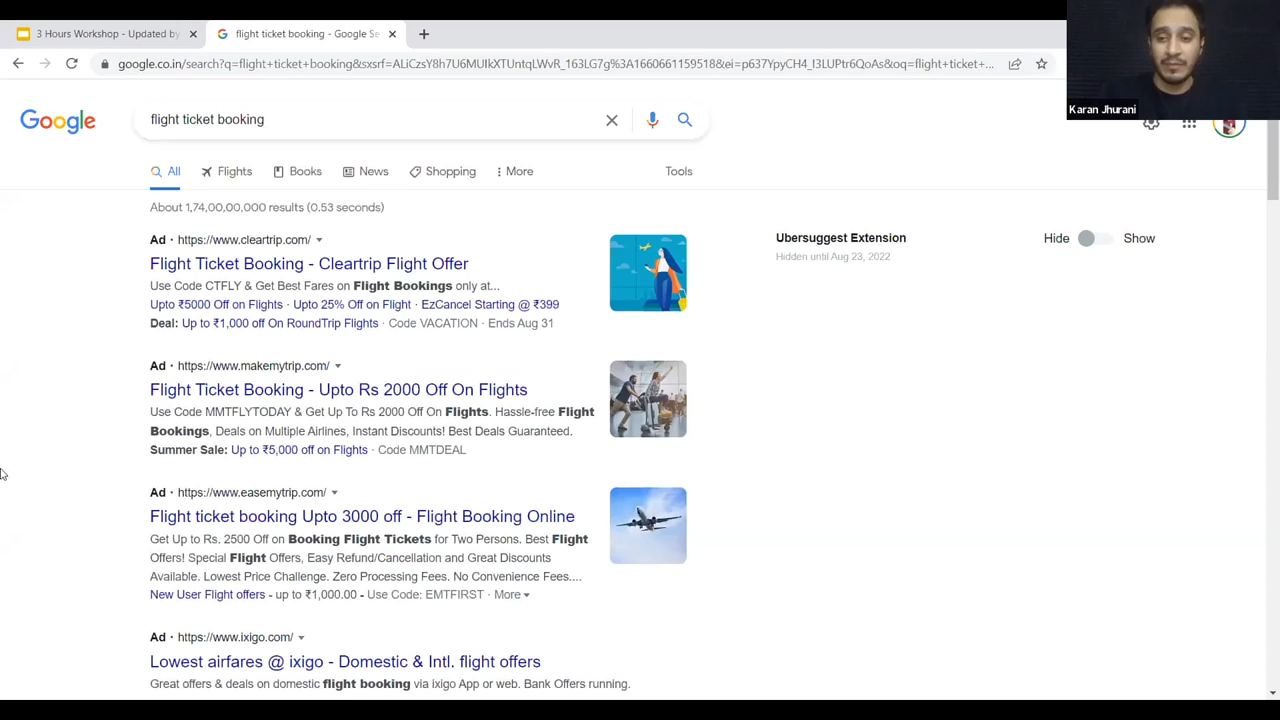 3 Hours Workshop - Updated by
flight ticket booking - Google Se
google.co.in/search?q=flight+ticket+booking&sxsrf=ALiCzsY8h7U6MUIkXTUntqLWvR_163LG7g%3A1660661159518&ei=p637YpyCH4_I3LUPtr6QoAs&oq=flight+ticket+...
Karan Jhurani
Google
flight ticket booking
All Flights Books News Shopping More Tools
About 1,74,00,00,000 results (0.53 seconds)
Ad · https://www.cleartrip.com/
Flight Ticket Booking - Cleartrip Flight Offer
Use Code CTFLY & Get Best Fares on Flight Bookings only at...
Upto ₹5000 Off on Flights · Upto 25% Off on Flight · EzCancel Starting @ ₹399
Deal: Up to ₹1,000 off On RoundTrip Flights · Code VACATION · Ends Aug 31
Ubersuggest Extension
Hidden until Aug 23, 2022
Hide Show
Ad · https://www.makemytrip.com/
Flight Ticket Booking - Upto Rs 2000 Off On Flights
Use Code MMTFLYTODAY & Get Up To Rs 2000 Off On Flights. Hassle-free Flight
Bookings, Deals on Multiple Airlines, Instant Discounts! Best Deals Guaranteed.
Summer Sale: Up to ₹5,000 off on Flights · Code MMTDEAL
Ad · https://www.easemytrip.com/
Flight ticket booking Upto 3000 off - Flight Booking Online
Get Up to Rs. 2500 Off on Booking Flight Tickets for Two Persons. Best Flight
Offers! Special Flight Offers, Easy Refund/Cancellation and Great Discounts
Available. Lowest Price Challenge. Zero Processing Fees. No Convenience Fees....
New User Flight offers - up to ₹1,000.00 - Use Code: EMTFIRST · More
Ad · https://www.ixigo.com/
Lowest airfares @ ixigo - Domestic & Intl. flight offers
Great offers & deals on domestic flight booking via ixigo App or web. Bank Offers running.